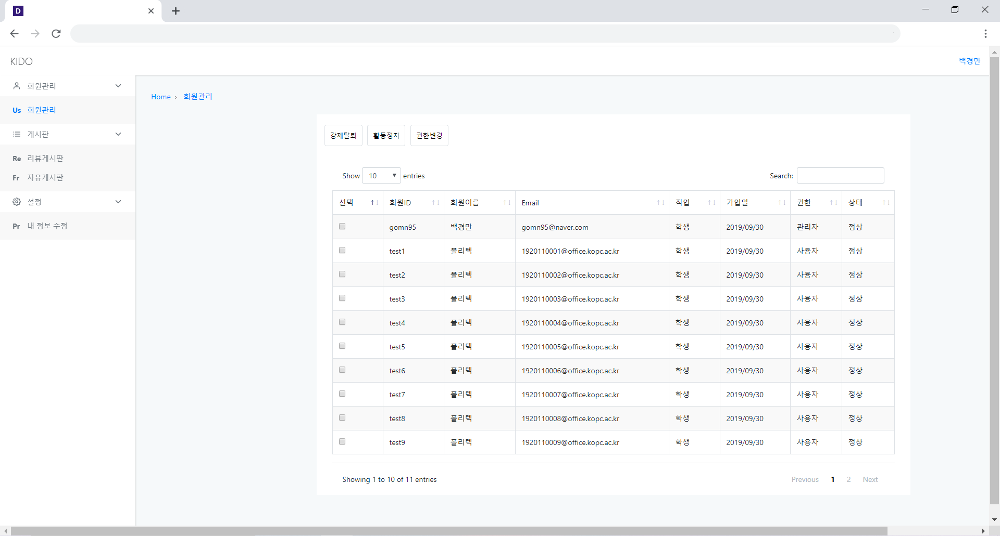 D
KIDO
백경만
회원관리
Us 회원관리
게시판
Re 리뷰게시판
Fr 자유게시판
설정
Pr 내 정보 수정
Home › 회원관리
강제탈퇴 활동정지 권한변경
Show 10 entries Search:
선택 회원ID 회원이름 Email 직업 가입일 권한 상태
gomn95 백경만 gomn95@naver.com 학생 2019/09/30 관리자 정상
test1 폴리텍 1920110001@office.kopc.ac.kr 학생 2019/09/30 사용자 정상
test2 폴리텍 1920110002@office.kopc.ac.kr 학생 2019/09/30 사용자 정상
test3 폴리텍 1920110003@office.kopc.ac.kr 학생 2019/09/30 사용자 정상
test4 폴리텍 1920110004@office.kopc.ac.kr 학생 2019/09/30 사용자 정상
test5 폴리텍 1920110005@office.kopc.ac.kr 학생 2019/09/30 사용자 정상
test6 폴리텍 1920110006@office.kopc.ac.kr 학생 2019/09/30 사용자 정상
test7 폴리텍 1920110007@office.kopc.ac.kr 학생 2019/09/30 사용자 정상
test8 폴리텍 1920110008@office.kopc.ac.kr 학생 2019/09/30 사용자 정상
test9 폴리텍 1920110009@office.kopc.ac.kr 학생 2019/09/30 사용자 정상
Showing 1 to 10 of 11 entries Previous 1 2 Next